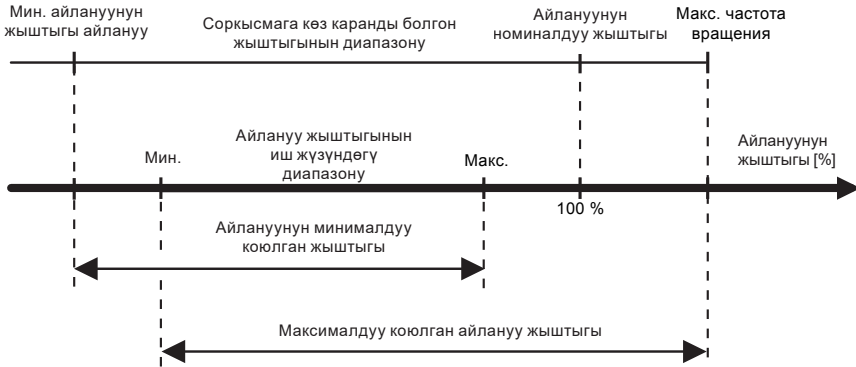 Мин. айлануунун
жыштыгы айлануу
Соркысмага көз каранды болгон
жыштыгынын диапазону
Айлануунун
номиналдуу жыштыгы
Макс. частота
вращения
Мин.
Айлануу жыштыгынын
иш жүзүндөгү
диапазону
Макс.
Айлануунун
жыштыгы [%]
100 %
Айлануунун минималдуу
коюлган жыштыгы
Максималдуу коюлган айлануу жыштыгы